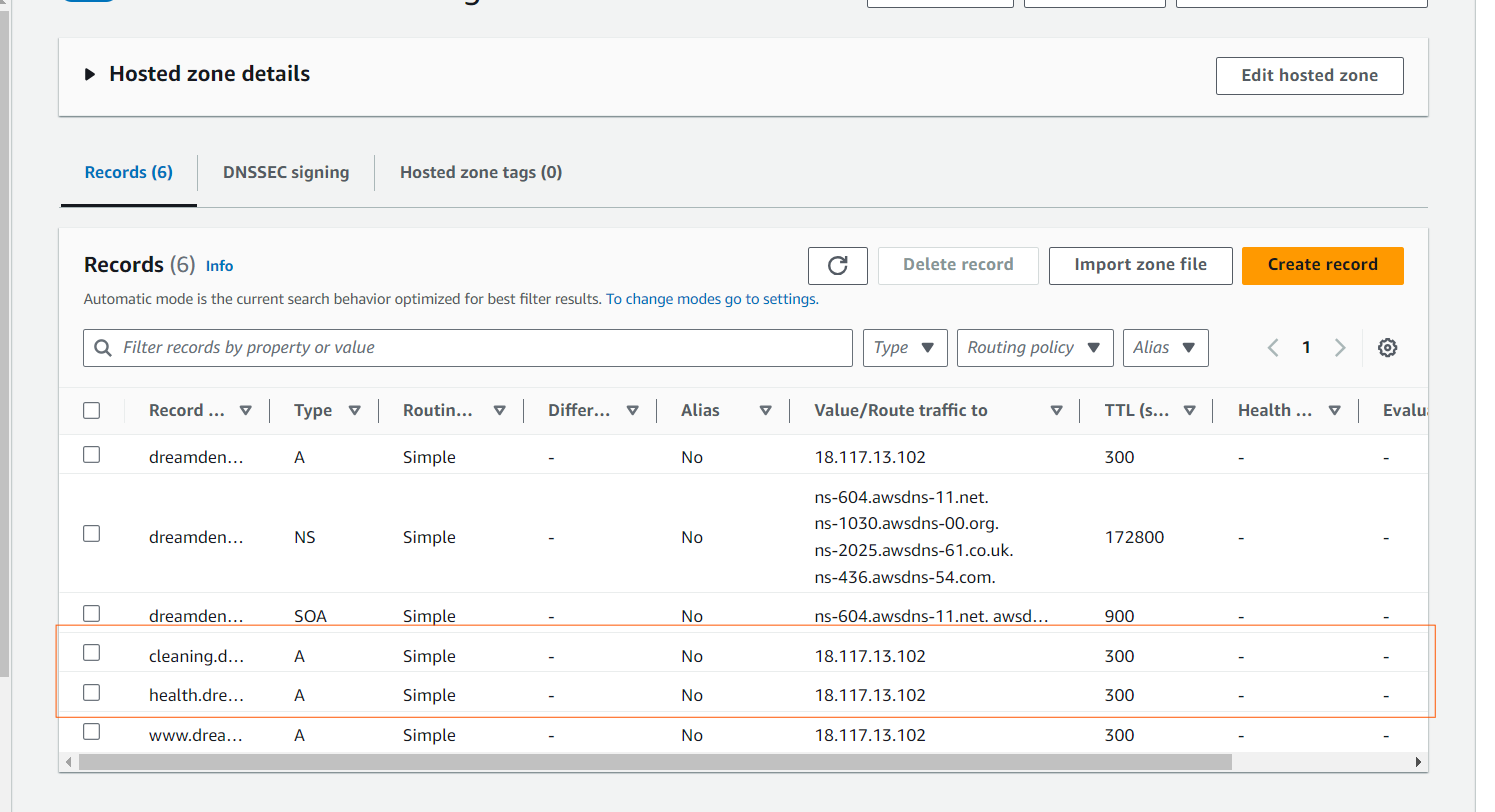 Hosted zone details
Edit hosted zone
Records (6)
DNSSEC signing
Hosted zone tags (0)
Records (6) Info
Delete record
Import zone file
Create record
Automatic mode is the current search behavior optimized for best filter results. To change modes go to settings.
Filter records by property or value
Type
Routing policy
Alias
1
Record ... Type Routin... Differ... Alias Value/Route traffic to TTL (s... Health ... Evalu
dreamden... A Simple - No 18.117.13.102 300 - -
dreamden... NS Simple - No ns-604.awsdns-11.net. 172800 - -
ns-1030.awsdns-00.org.
ns-2025.awsdns-61.co.uk.
ns-436.awsdns-54.com.
dreamden... SOA Simple - No ns-604.awsdns-11.net. awsd... 900 - -
cleaning.d... A Simple - No 18.117.13.102 300 - -
health.dre... A Simple - No 18.117.13.102 300 - -
www.drea... A Simple - No 18.117.13.102 300 - -